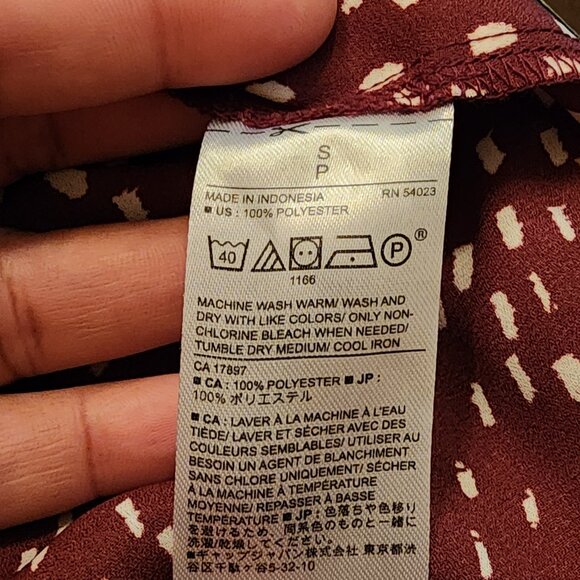 S
P
MADE IN INDONESIA RN 54023
■ US : 100% POLYESTER
40 P ®
1166
MACHINE WASH WARM/ WASH AND
DRY WITH LIKE COLORS/ ONLY NON-
CHLORINE BLEACH WHEN NEEDED/
TUMBLE DRY MEDIUM/ COOL IRON
CA 17897
■ CA : 100% POLYESTER ■ JP :
100% ポリエステル
■ CA : LAVER À LA MACHINE À L'EAU
TIÈDE/ LAVER ET SÉCHER AVEC DE
COULEURS SEMBLABLES/ UTILISER AU
BESOIN UN AGENT DE BLANCHIMENT
SANS CHLORE UNIQUEMENT/ SÉCHER
À LA MACHINE À TEMPÉRATURE
MOYENNE/ REPASSER À BASSE
TEMPÉRATURE ■ JP : 色落ちや色移り
を避けるため、同系色のものと一緒に
洗濯/乾燥してください。
■ ギャップジャパン株式会社 東京都渋
谷区千駄ヶ谷5-32-10